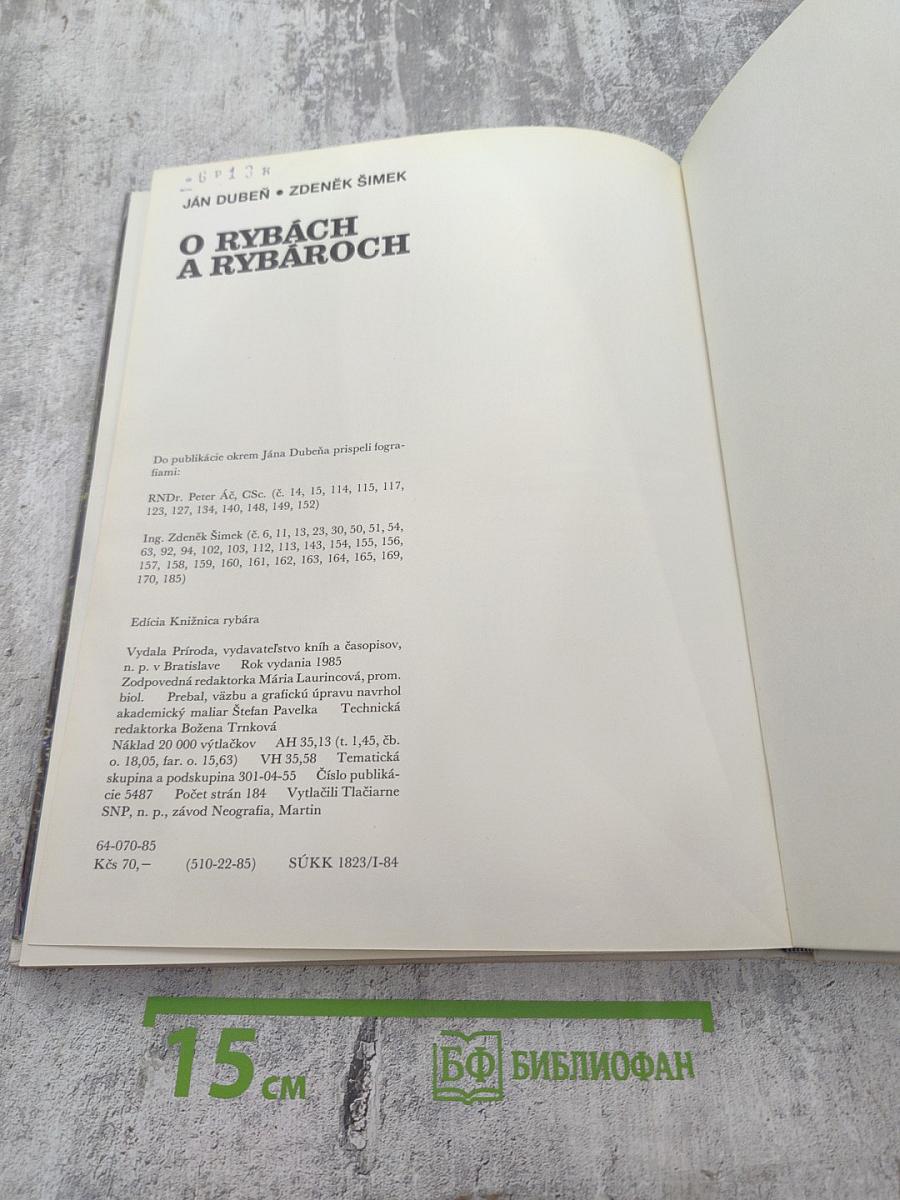 6 P 1 3 к
JÁN DUBEŇ • ZDENĚK ŠIMEK
O RYBÁCH
A RYBÁROCH
Do publikácie okrem Jána Dubeňa prispeli fogra-
fiami:
RNDr. Peter Áč, CSc. (č. 14, 15, 114, 115, 117,
123, 127, 134, 140, 148, 149, 152)
Ing. Zdeněk Šimek (č. 6, 11, 13, 23, 30, 50, 51, 54,
63, 92, 94, 102, 103, 112, 113, 143, 154, 155, 156,
157, 158, 159, 160, 161, 162, 163, 164, 165, 169,
170, 185)
Edícia Knižnica rybára
Vydala Príroda, vydavateľstvo kníh a časopisov,
n. p. v Bratislave Rok vydania 1985
Zodpovedná redaktorka Mária Laurincová, prom.
biol. Prebal, väzbu a grafickú úpravu navrhol
akademický maliar Štefan Pavelka Technická
redaktorka Božena Trnková
Náklad 20 000 výtlačkov AH 35,13 (t. 1,45, čb.
o. 18,05, far. o. 15,63) VH 35,58 Tematická
skupina a podskupina 301-04-55 Číslo publiká-
cie 5487 Počet strán 184 Vytlačili Tlačiarne
SNP, n. p., závod Neografia, Martin
64-070-85
Kčs 70,— (510-22-85) SÚKK 1823/I-84
15 см
БФ БИБЛИОФАН